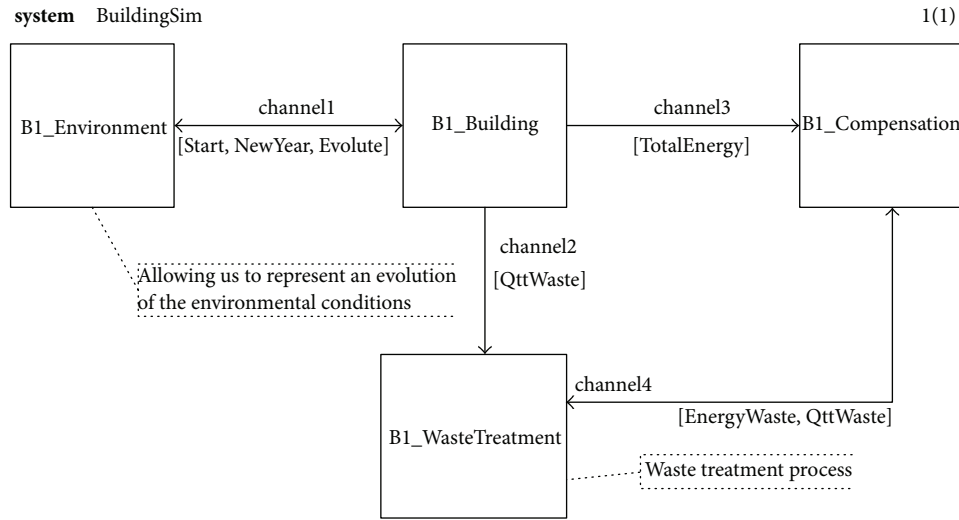 system BuildingSim 1(1)
B1_Environment
channel1
[Start, NewYear, Evolute]
B1_Building
channel3
[TotalEnergy]
B1_Compensation
channel2
[QttWaste]
Allowing us to represent an evolution
of the environmental conditions
B1_WasteTreatment
channel4
[EnergyWaste, QttWaste]
Waste treatment process